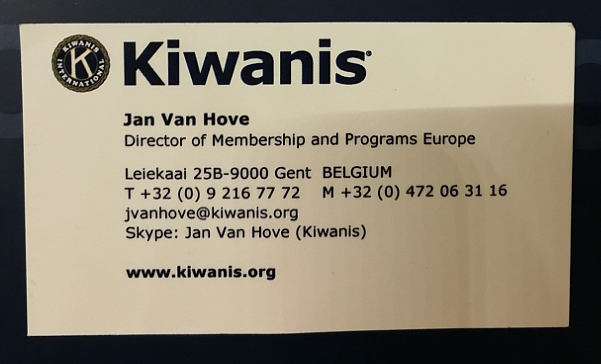 KIWANIS INTERNATIONAL
K
Kiwanis®
Jan Van Hove
Director of Membership and Programs Europe
Leiekaai 25B-9000 Gent BELGIUM
T +32 (0) 9 216 77 72 M +32 (0) 472 06 31 16
jvanhove@kiwanis.org
Skype: Jan Van Hove (Kiwanis)
www.kiwanis.org